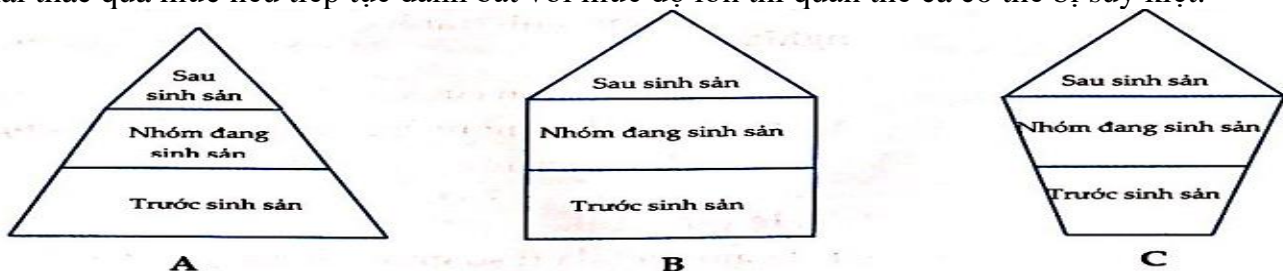 thác quá mức nếu tiếp tục đánh bắt với mức độ lớn thì quần thể cá có thể bị suy kiệt.
Sau
sinh sản
Nhóm đang
sinh sản
Trước sinh sản
A
Sau sinh sản
Nhóm đang sinh sản
Trước sinh sản
B
Sau sinh sản
Nhóm đang sinh sản
Trước sinh sản
C